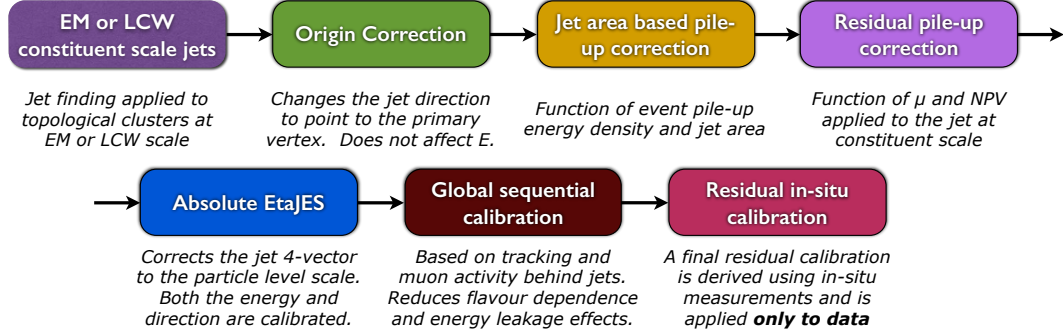 EM or LCW
constituent scale jets
Origin Correction
Jet area based pile-
up correction
Residual pile-up
correction
Jet finding applied to
topological clusters at
EM or LCW scale
Changes the jet direction
to point to the primary
vertex. Does not affect E.
Function of event pile-up
energy density and jet area
Function of µ and NPV
applied to the jet at
constituent scale
Absolute EtaJES
Global sequential
calibration
Residual in-situ
calibration
Corrects the jet 4-vector
to the particle level scale.
Both the energy and
direction are calibrated.
Based on tracking and
muon activity behind jets.
Reduces flavour dependence
and energy leakage effects.
A final residual calibration
is derived using in-situ
measurements and is
applied only to data